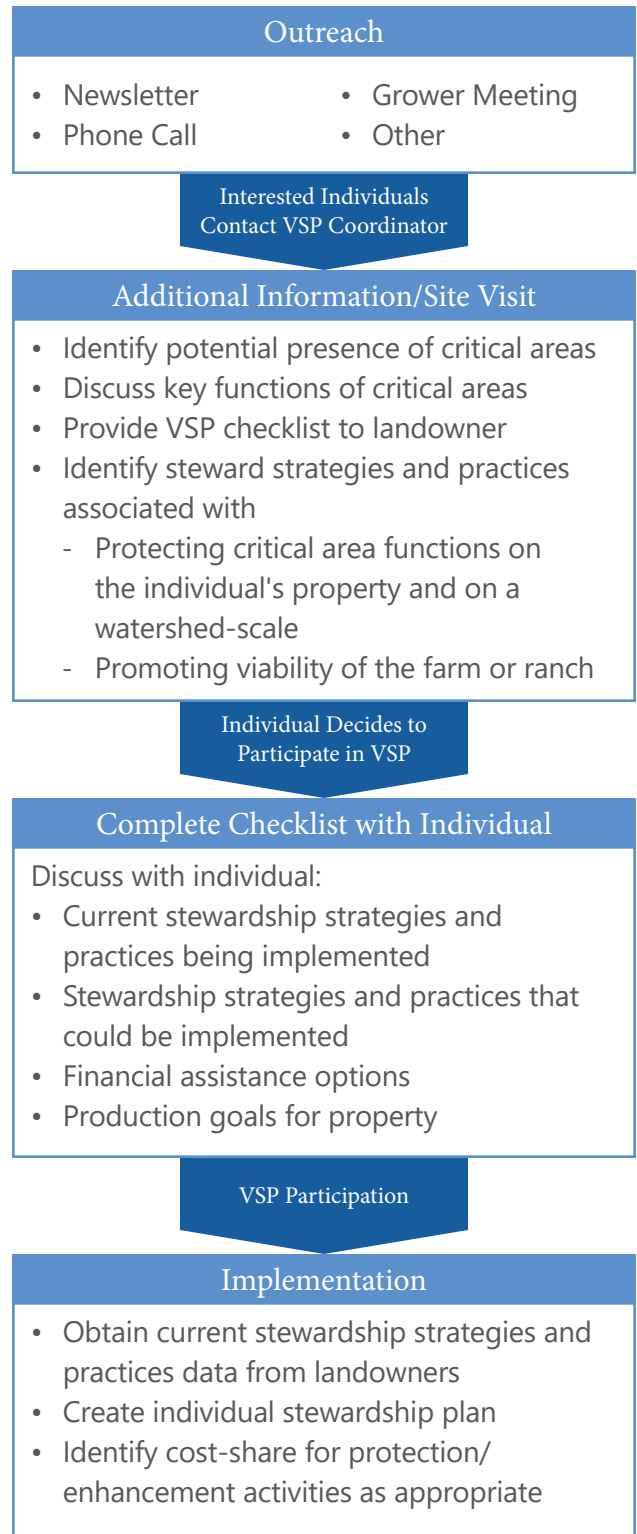 Outreach
• Newsletter
• Phone Call
• Grower Meeting
• Other
Interested Individuals
Contact VSP Coordinator
Additional Information/Site Visit
• Identify potential presence of critical areas
• Discuss key functions of critical areas
• Provide VSP checklist to landowner
• Identify steward strategies and practices
associated with
- Protecting critical area functions on
the individual's property and on a
watershed-scale
- Promoting viability of the farm or ranch
Individual Decides to
Participate in VSP
Complete Checklist with Individual
Discuss with individual:
• Current stewardship strategies and
practices being implemented
• Stewardship strategies and practices that
could be implemented
• Financial assistance options
• Production goals for property
VSP Participation
Implementation
• Obtain current stewardship strategies and
practices data from landowners
• Create individual stewardship plan
• Identify cost-share for protection/
enhancement activities as appropriate